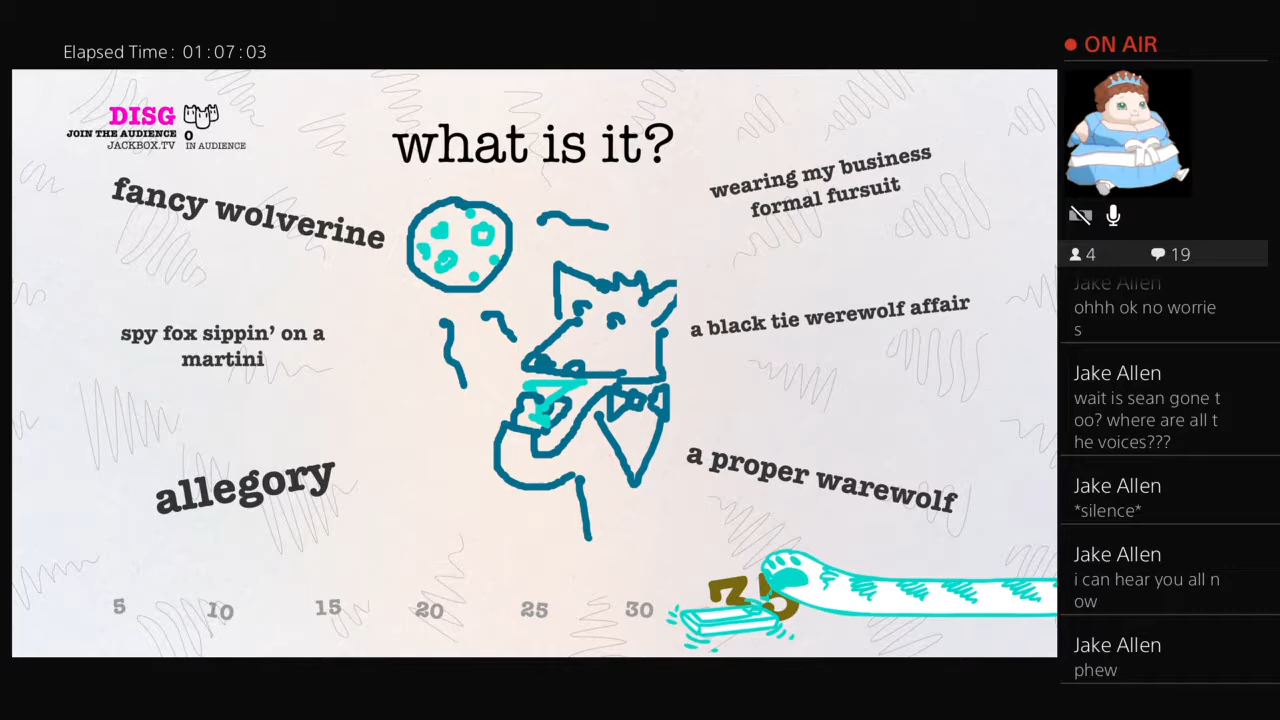 Elapsed Time: 01:07:03
ON AIR
DISG
JOIN THE AUDIENCE
JACKBOX.TV
0
IN AUDIENCE
what is it?
fancy wolverine
wearing my business
formal fursuit
spy fox sippin’ on a
martini
a black tie werewolf affair
allegory
a proper warewolf
5
10
15
20
25
30
35
4
19
Jake Allen
ohhh ok no worrie
s
Jake Allen
wait is sean gone t
oo? where are all t
he voices???
Jake Allen
*silence*
Jake Allen
i can hear you all n
ow
Jake Allen
phew